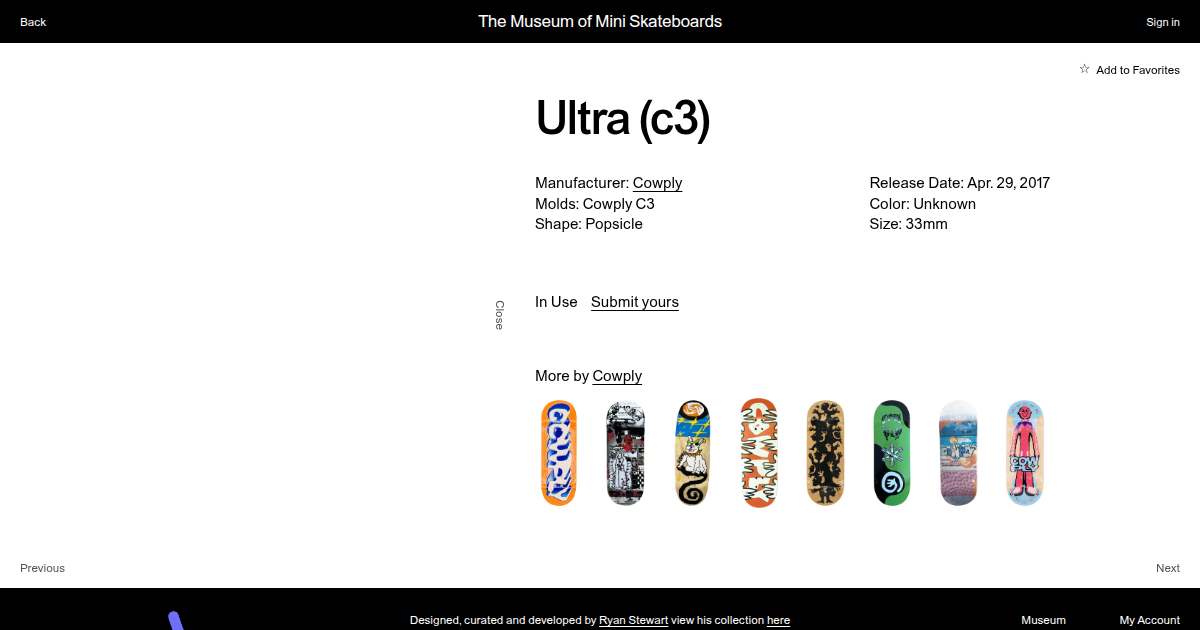 Back
The Museum of Mini Skateboards
Sign in
☆ Add to Favorites
Ultra (c3)
Manufacturer: Cowply
Molds: Cowply C3
Shape: Popsicle
Release Date: Apr. 29, 2017
Color: Unknown
Size: 33mm
Close
In Use Submit yours
More by Cowply
Previous
Next
Designed, curated and developed by Ryan Stewart view his collection here
Museum
My Account